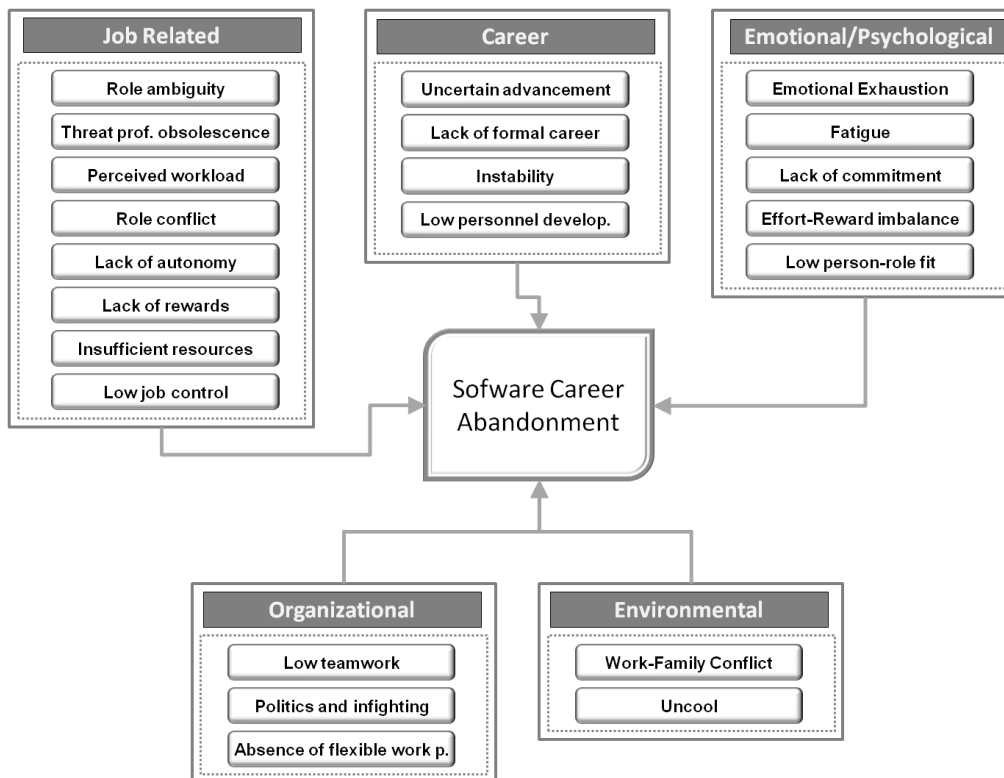 Job Related
Role ambiguity
Threat prof. obsolescence
Perceived workload
Role conflict
Lack of autonomy
Lack of rewards
Insufficient resources
Low job control
Career
Uncertain advancement
Lack of formal career
Instability
Low personnel develop.
Emotional/Psychological
Emotional Exhaustion
Fatigue
Lack of commitment
Effort-Reward imbalance
Low person-role fit
Sofware Career
Abandonment
Organizational
Low teamwork
Politics and infighting
Absence of flexible work p.
Environmental
Work-Family Conflict
Uncool